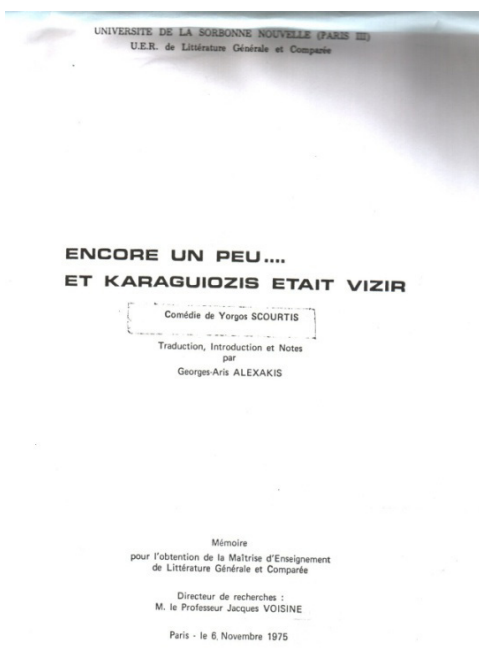 UNIVERSITE DE LA SORBONNE NOUVELLE (PARIS III)
U.E.R. de Littérature Générale et Comparée
ENCORE UN PEU....
ET KARAGUIOZIS ETAIT VIZIR
Comédie de Yorgos SCOURTIS
Traduction, Introduction et Notes
par
Georges-Aris ALEXAKIS
Mémoire
pour l'obtention de la Maîtrise d'Enseignement
de Littérature Générale et Comparée
Directeur de recherches :
M. le Professeur Jacques VOISINE
Paris - le 6, Novembre 1975